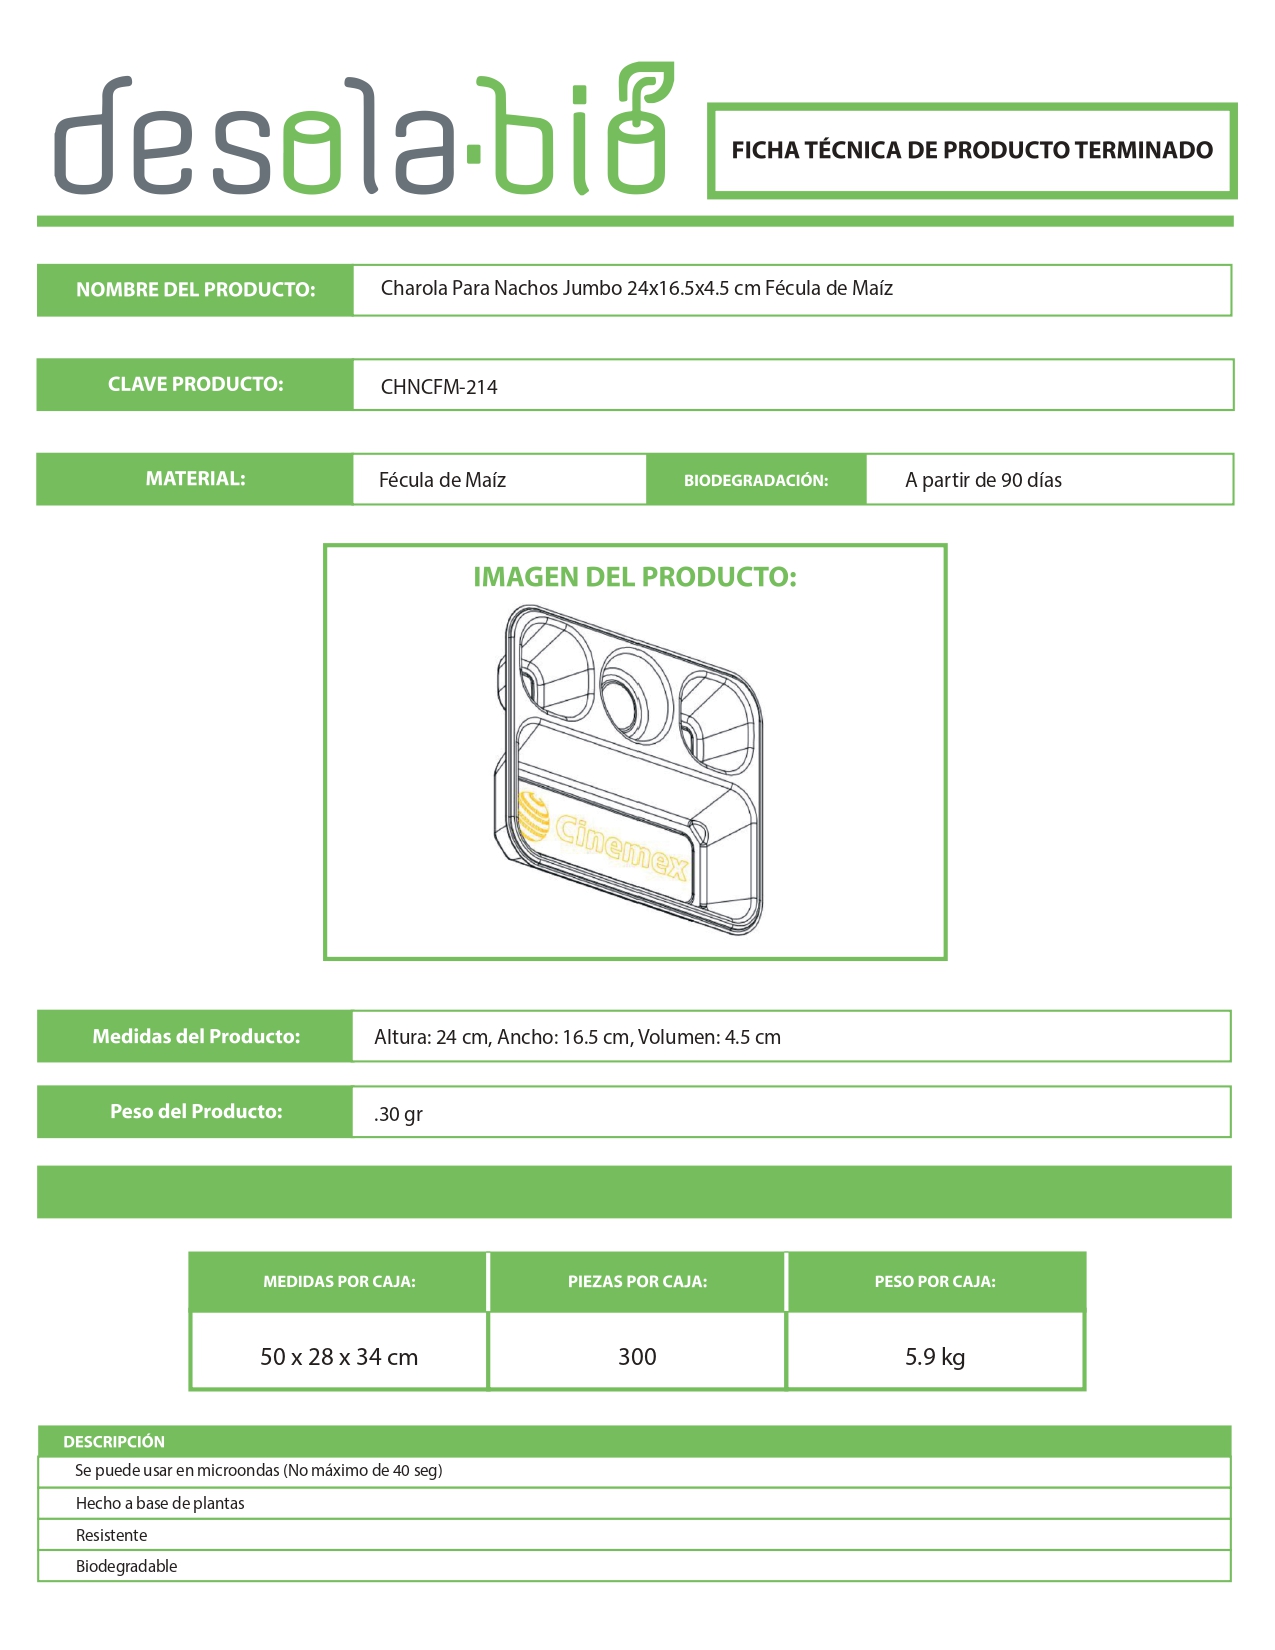 desola.bio
FICHA TÉCNICA DE PRODUCTO TERMINADO
NOMBRE DEL PRODUCTO: Charola Para Nachos Jumbo 24x16.5x4.5 cm Fécula de Maíz
CLAVE PRODUCTO: CHNCFM-214
MATERIAL: Fécula de Maíz BIODEGRADACIÓN: A partir de 90 días
IMAGEN DEL PRODUCTO:
Cinemex
Medidas del Producto: Altura: 24 cm, Ancho: 16.5 cm, Volumen: 4.5 cm
Peso del Producto: .30 gr
MEDIDAS POR CAJA: PIEZAS POR CAJA: PESO POR CAJA:
50 x 28 x 34 cm 300 5.9 kg
DESCRIPCIÓN
Se puede usar en microondas (No máximo de 40 seg)
Hecho a base de plantas
Resistente
Biodegradable